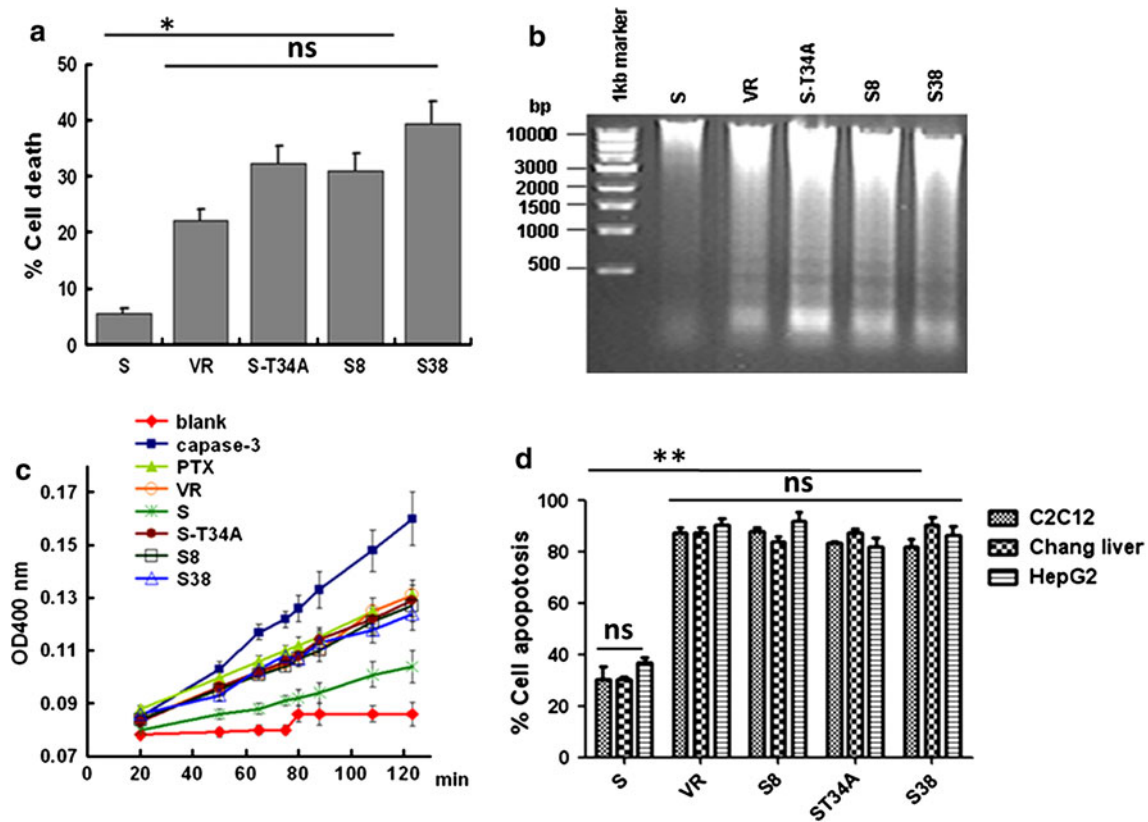 a
*
ns
50
40
30
20
10
0
% Cell death
S VR S-T34A S8 S38
b
1kb marker
S
VR
S-T34A
S8
S38
bp
10000
3000
2000
1500
1000
500
c
blank
capase-3
PTX
VR
S
S-T34A
S8
S38
0.17
0.15
0.13
0.11
0.09
0.07
OD400 nm
0 20 40 60 80 100 120 min
d
**
ns
ns
100
80
60
40
20
0
% Cell apopotosis
S
VR
S8
ST34A
S38
C2C12
Chang liver
HepG2